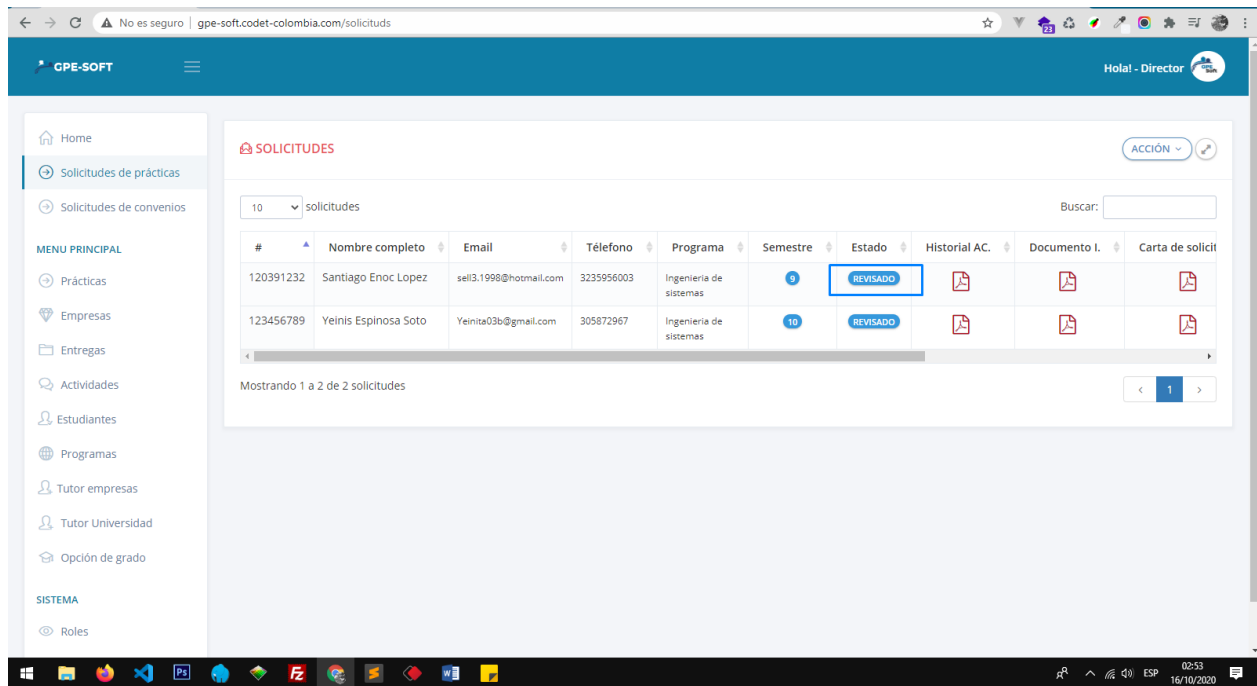 No es seguro | gpe-soft.codet-colombia.com/solicituds
23
GPE-SOFT
Hola! - Director
GPE Soft
Home
Solicitudes de prácticas
Solicitudes de convenios
MENU PRINCIPAL
Prácticas
Empresas
Entregas
Actividades
Estudiantes
Programas
Tutor empresas
Tutor Universidad
Opción de grado
SISTEMA
Roles
SOLICITUDES
ACCIÓN
10 solicitudes
Buscar:
# Nombre completo Email Télefono Programa Semestre Estado Historial AC. Documento I. Carta de solicit
120391232 Santiago Enoc Lopez sell3.1998@hotmail.com 3235956003 Ingenieria de sistemas 9 REVISADO
123456789 Yeinis Espinosa Soto Yeinita03b@gmail.com 305872967 Ingenieria de sistemas 10 REVISADO
Mostrando 1 a 2 de 2 solicitudes
1
Ps
Fz
ESP
02:53
16/10/2020